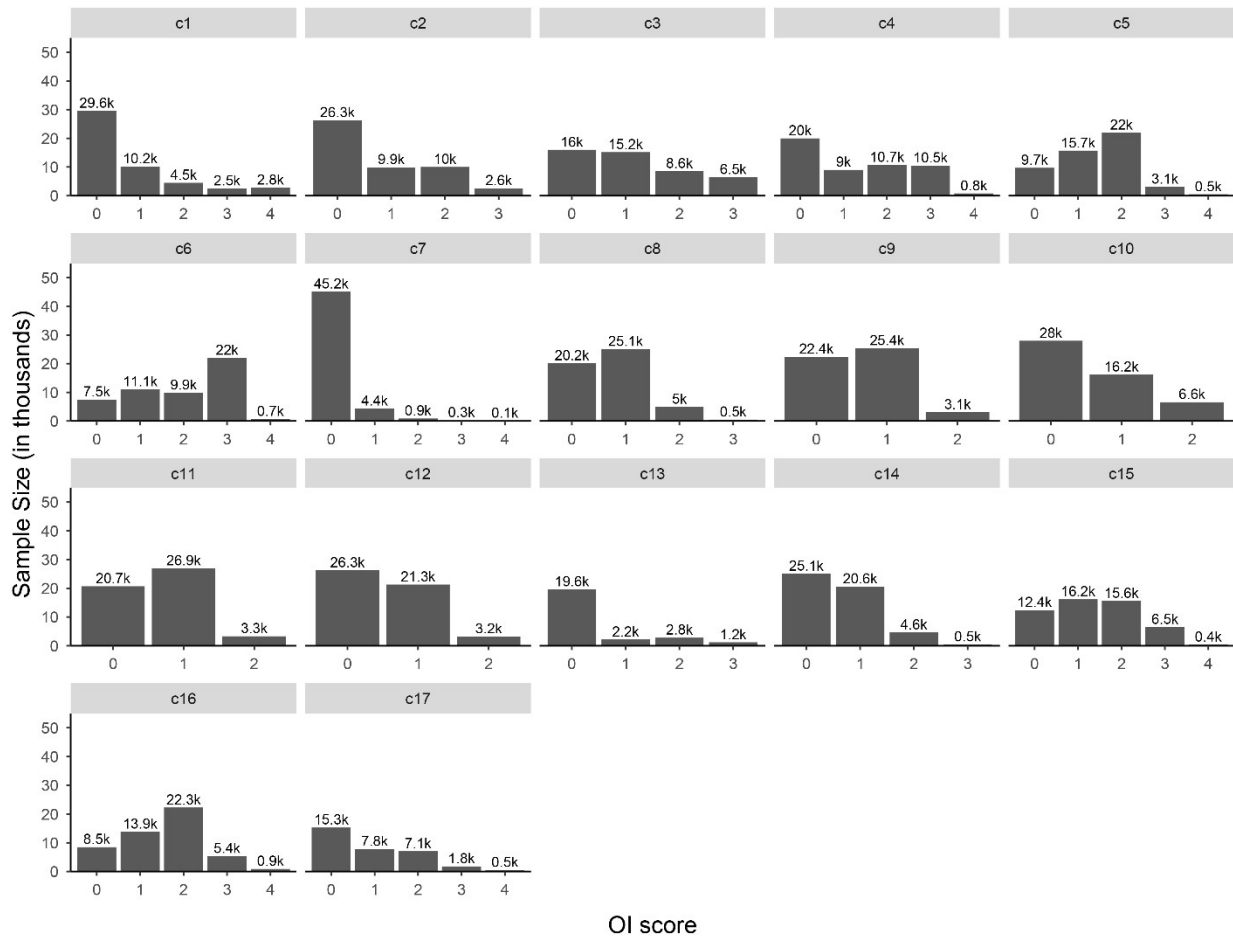 c1 c2 c3 c4 c5
50
40
30
20
10
0
29.6k 10.2k 4.5k 2.5k 2.8k
26.3k 9.9k 10k 2.6k
16k 15.2k 8.6k 6.5k
20k 9k 10.7k 10.5k 0.8k
9.7k 15.7k 22k 3.1k 0.5k
0 1 2 3 4 0 1 2 3 0 1 2 3 0 1 2 3 4 0 1 2 3 4
c6 c7 c8 c9 c10
50
40
30
20
10
0
7.5k 11.1k 9.9k 22k 0.7k
45.2k 4.4k 0.9k 0.3k 0.1k
20.2k 25.1k 5k 0.5k
22.4k 25.4k 3.1k
28k 16.2k 6.6k
0 1 2 3 4 0 1 2 3 4 0 1 2 3 0 1 2 0 1 2
Sample Size (in thousands)
c11 c12 c13 c14 c15
50
40
30
20
10
0
20.7k 26.9k 3.3k
26.3k 21.3k 3.2k
19.6k 2.2k 2.8k 1.2k
25.1k 20.6k 4.6k 0.5k
12.4k 16.2k 15.6k 6.5k 0.4k
0 1 2 0 1 2 0 1 2 3 0 1 2 3 0 1 2 3 4
c16 c17
50
40
30
20
10
0
8.5k 13.9k 22.3k 5.4k 0.9k
15.3k 7.8k 7.1k 1.8k 0.5k
0 1 2 3 4 0 1 2 3 4
OI score